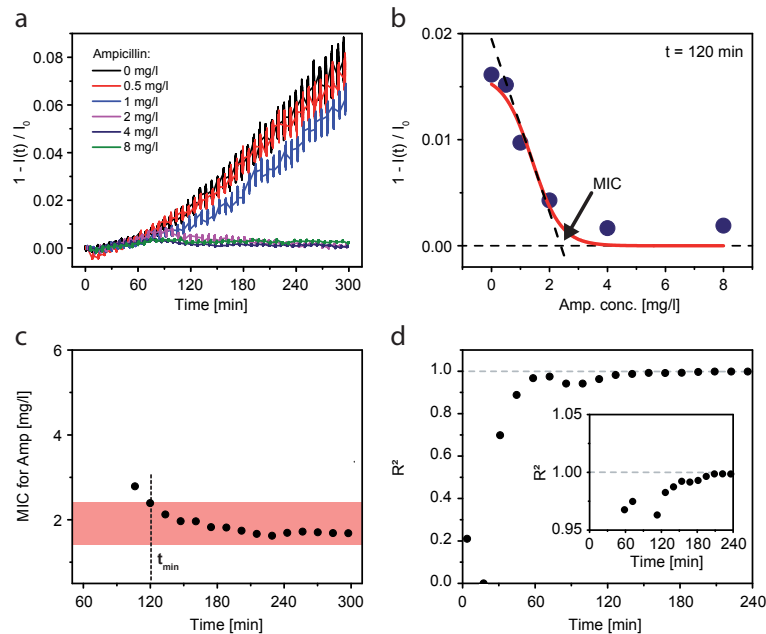 a
Ampicillin:
0 mg/l
0.5 mg/l
1 mg/l
2 mg/l
4 mg/l
8 mg/l
0.08
0.06
0.04
0.02
0.00
1 - I(t) / I₀
0 60 120 180 240 300
Time [min]
b
t = 120 min
MIC
0.02
0.01
0.00
1 - I(t) / I₀
0 2 4 6 8
Amp. conc. [mg/l]
c
6
4
2
MIC for Amp [mg/l]
tmin
60 120 180 240 300
Time [min]
d
1.0
0.8
0.6
0.4
0.2
0.0
R²
1.05
1.00
0.95
R²
0 60 120 180 240
Time [min]
0 60 120 180 240
Time [min]